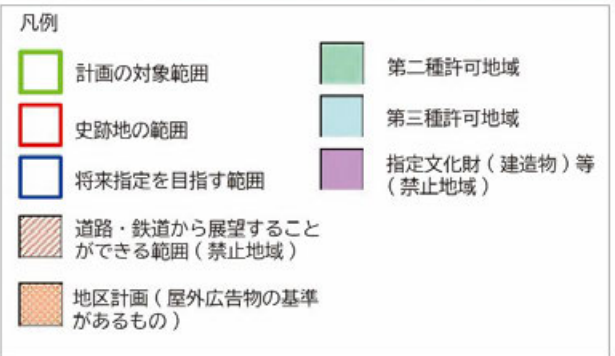 凡例
計画の対象範囲
史跡地の範囲
将来指定を目指す範囲
道路・鉄道から展望すること
ができる範囲(禁止地域)
地区計画(屋外広告物の基準
があるもの)
第二種許可地域
第三種許可地域
指定文化財(建造物)等
(禁止地域)